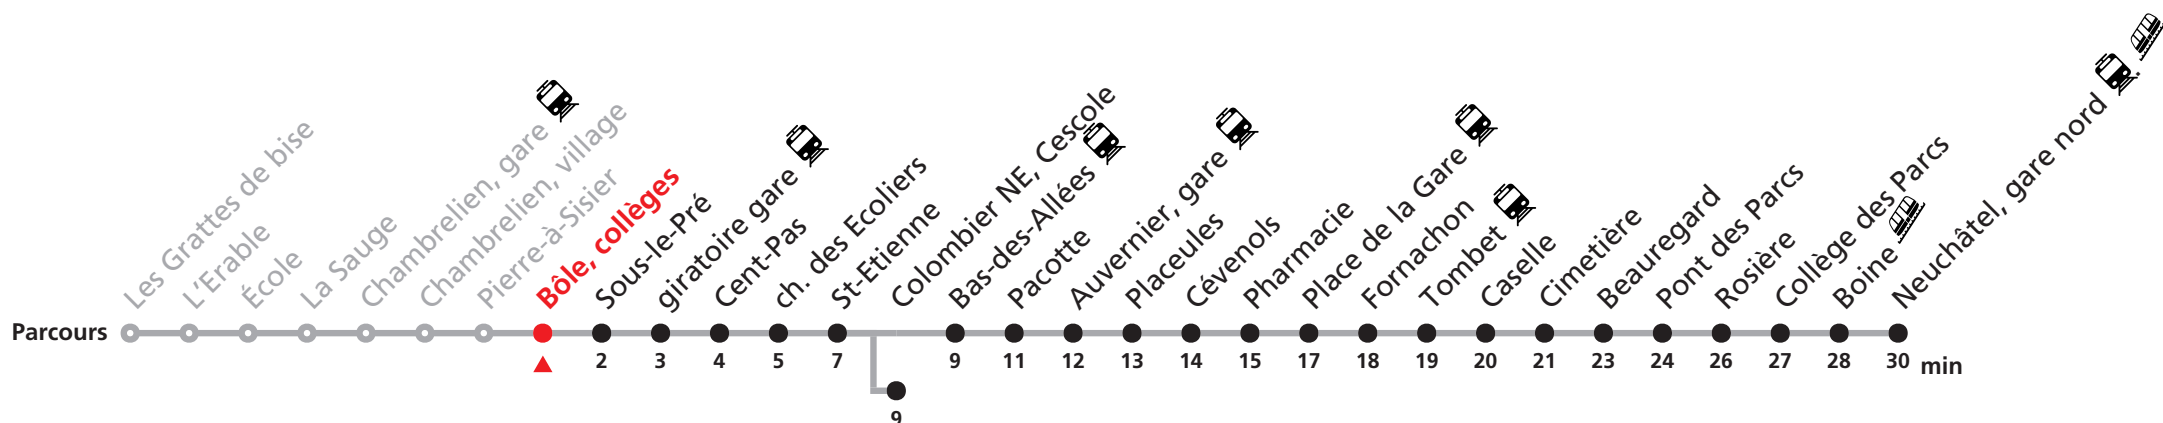 Les Grattes de bise
L'Erable
École
La Sauge
Chambrelien, gare
Chambrelien, village
Pierre-à-Sisier
Bôle, collèges
Sous-le-Pré
giratoire gare
Cent-Pas
ch. des Ecoliers
St-Etienne
Colombier NE, Cescole
Bas-des-Allées
Pacotte
Auvernier, gare
Placeules
Cévenols
Pharmacie
Place de la Gare
Fornachon
Tombet
Caselle
Cimetière
Beauregard
Pont des Parcs
Rosière
Collège des Parcs
Boine
Neuchâtel, gare nord
Parcours
2 3 4 5 7 9 11 12 13 14 15 17 18 19 20 21 23 24 26 27 28 30 min
9